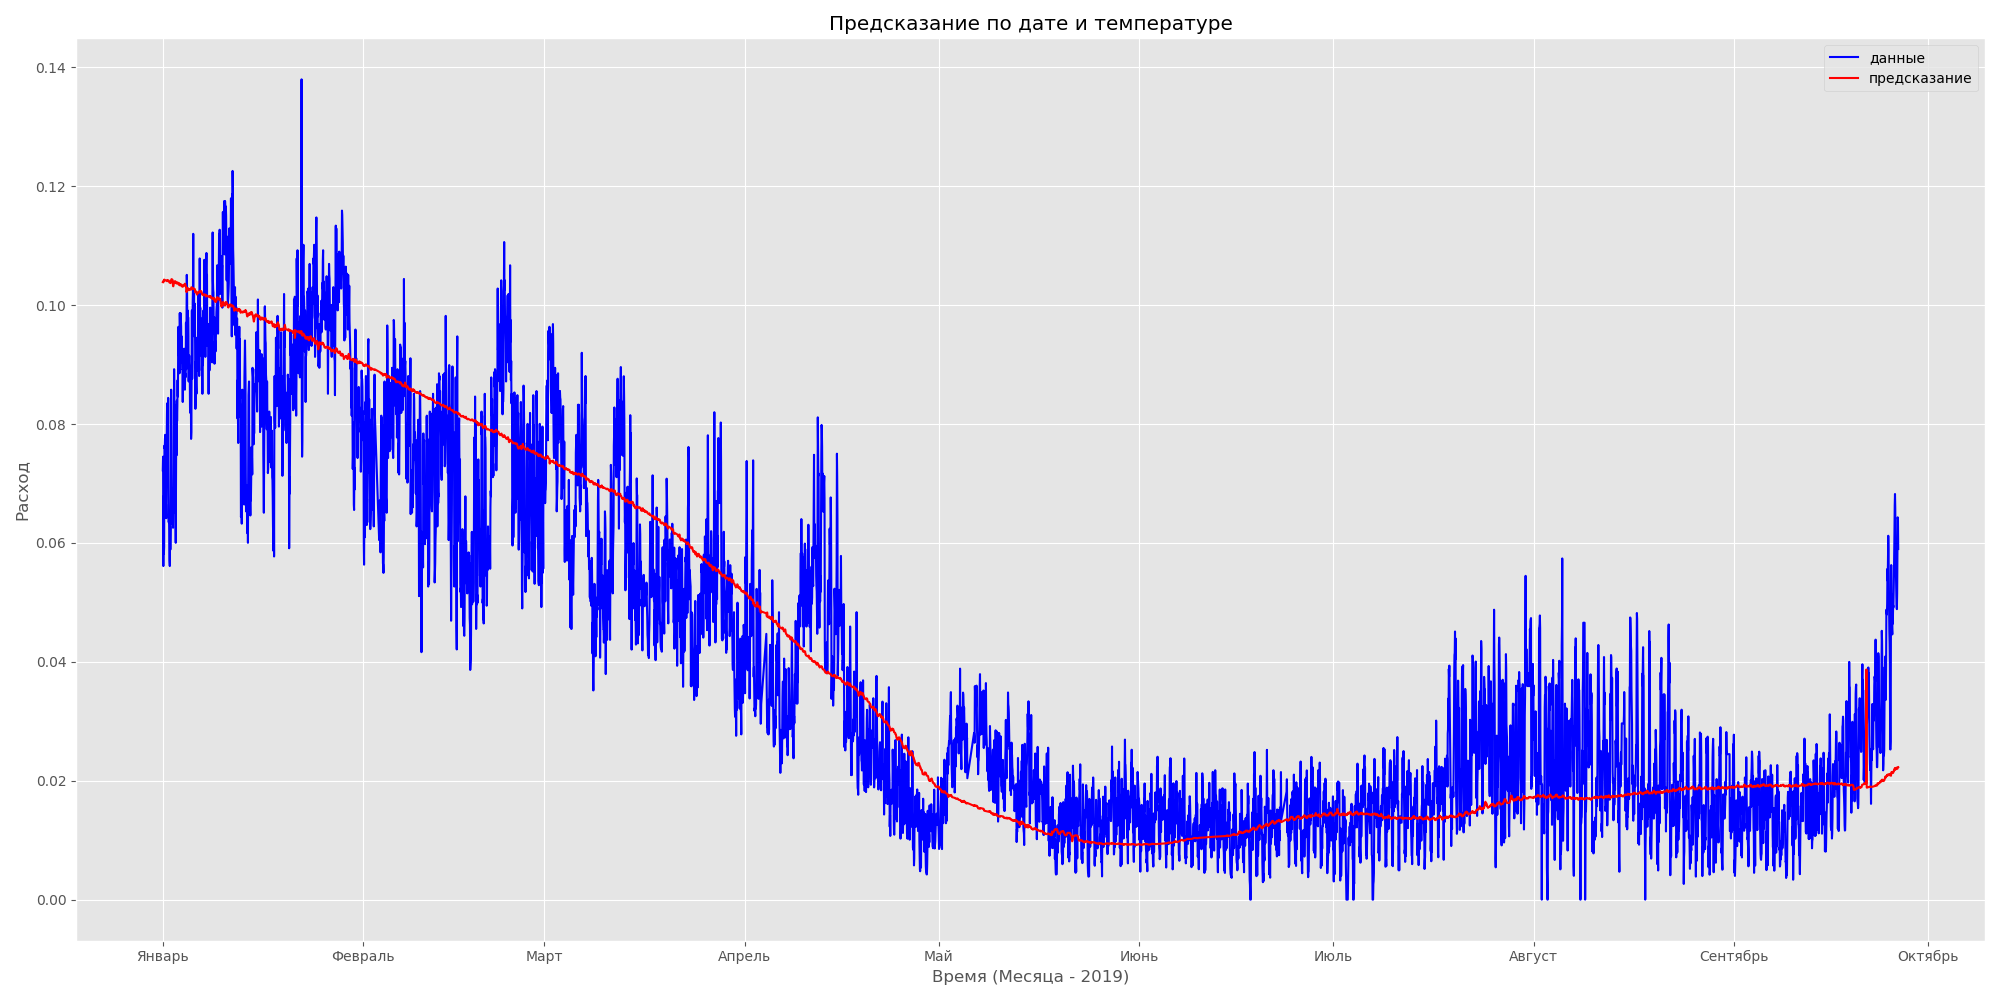 Предсказание по дате и температуре
данные
предсказание
0.14
0.12
0.10
0.08
0.06
0.04
0.02
0.00
Расход
Январь Февраль Март Апрель Май Июнь Июль Август Сентябрь Октябрь
Время (Месяца - 2019)